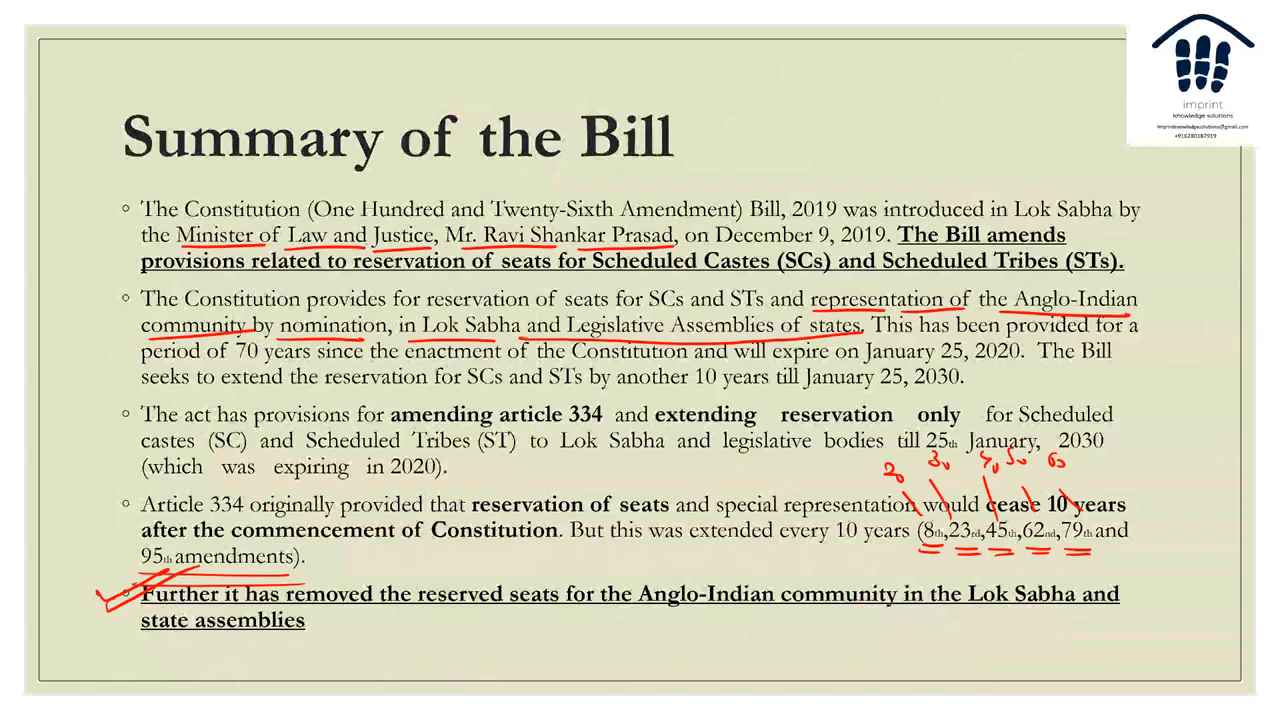 imprint
knowledge solutions
imprintknowledgesolutions@gmail.com
+916280187919
Summary of the Bill
The Constitution (One Hundred and Twenty-Sixth Amendment) Bill, 2019 was introduced in Lok Sabha by
the Minister of Law and Justice, Mr. Ravi Shankar Prasad, on December 9, 2019. The Bill amends
provisions related to reservation of seats for Scheduled Castes (SCs) and Scheduled Tribes (STs).
The Constitution provides for reservation of seats for SCs and STs and representation of the Anglo-Indian
community by nomination, in Lok Sabha and Legislative Assemblies of states. This has been provided for a
period of 70 years since the enactment of the Constitution and will expire on January 25, 2020. The Bill
seeks to extend the reservation for SCs and STs by another 10 years till January 25, 2030.
The act has provisions for amending article 334 and extending reservation only for Scheduled
castes (SC) and Scheduled Tribes (ST) to Lok Sabha and legislative bodies till 25th January, 2030
(which was expiring in 2020).
20 30 40 50 60
Article 334 originally provided that reservation of seats and special representation would cease 10 years
after the commencement of Constitution. But this was extended every 10 years (8th,23rd,45th,62nd,79th and
95th amendments).
Further it has removed the reserved seats for the Anglo-Indian community in the Lok Sabha and
state assemblies